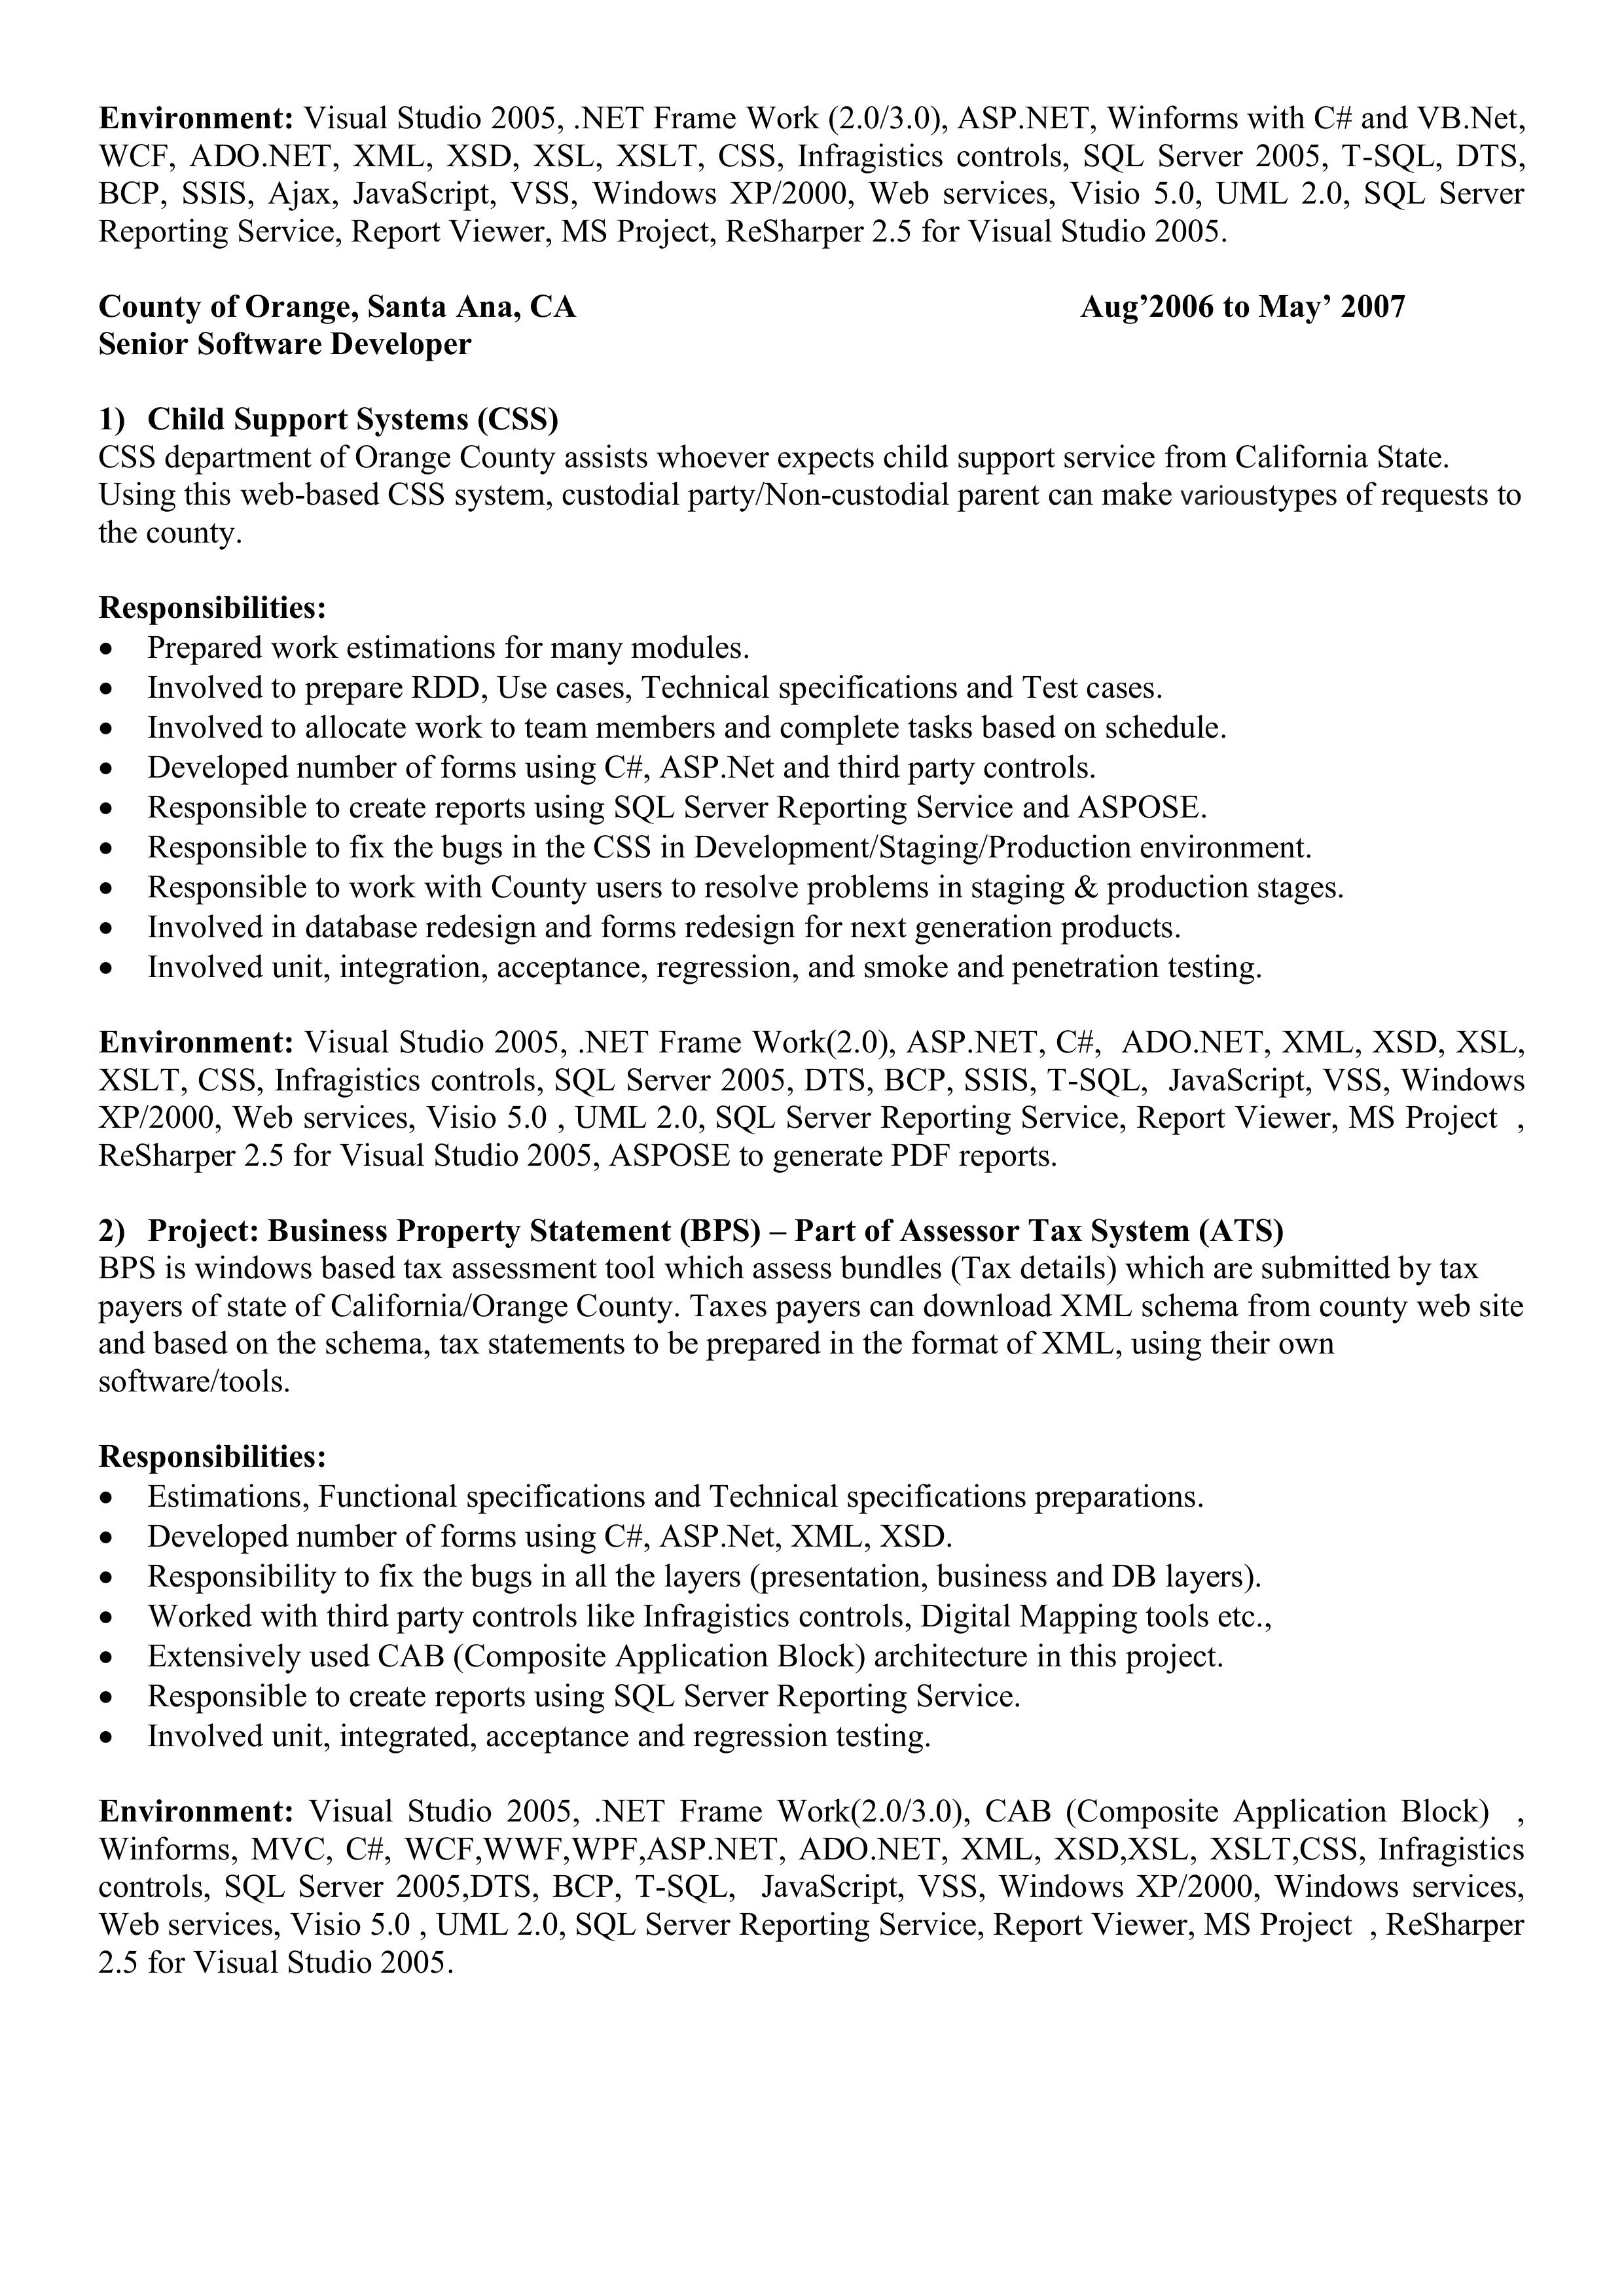 Environment: Visual Studio 2005, .NET Frame Work (2.0/3.0), ASP.NET, Winforms with C# and VB.Net,
WCF, ADO.NET, XML, XSD, XSL, XSLT, CSS, Infragistics controls, SQL Server 2005, T-SQL, DTS,
BCP, SSIS, Ajax, JavaScript, VSS, Windows XP/2000, Web services, Visio 5.0, UML 2.0, SQL Server
Reporting Service, Report Viewer, MS Project, ReSharper 2.5 for Visual Studio 2005.
County of Orange, Santa Ana, CA Aug’2006 to May’ 2007
Senior Software Developer
1) Child Support Systems (CSS)
CSS department of Orange County assists whoever expects child support service from California State.
Using this web-based CSS system, custodial party/Non-custodial parent can make varioustypes of requests to
the county.
Responsibilities:
• Prepared work estimations for many modules.
• Involved to prepare RDD, Use cases, Technical specifications and Test cases.
• Involved to allocate work to team members and complete tasks based on schedule.
• Developed number of forms using C#, ASP.Net and third party controls.
• Responsible to create reports using SQL Server Reporting Service and ASPOSE.
• Responsible to fix the bugs in the CSS in Development/Staging/Production environment.
• Responsible to work with County users to resolve problems in staging & production stages.
• Involved in database redesign and forms redesign for next generation products.
• Involved unit, integration, acceptance, regression, and smoke and penetration testing.
Environment: Visual Studio 2005, .NET Frame Work(2.0), ASP.NET, C#, ADO.NET, XML, XSD, XSL,
XSLT, CSS, Infragistics controls, SQL Server 2005, DTS, BCP, SSIS, T-SQL, JavaScript, VSS, Windows
XP/2000, Web services, Visio 5.0 , UML 2.0, SQL Server Reporting Service, Report Viewer, MS Project ,
ReSharper 2.5 for Visual Studio 2005, ASPOSE to generate PDF reports.
2) Project: Business Property Statement (BPS) – Part of Assessor Tax System (ATS)
BPS is windows based tax assessment tool which assess bundles (Tax details) which are submitted by tax
payers of state of California/Orange County. Taxes payers can download XML schema from county web site
and based on the schema, tax statements to be prepared in the format of XML, using their own
software/tools.
Responsibilities:
• Estimations, Functional specifications and Technical specifications preparations.
• Developed number of forms using C#, ASP.Net, XML, XSD.
• Responsibility to fix the bugs in all the layers (presentation, business and DB layers).
• Worked with third party controls like Infragistics controls, Digital Mapping tools etc.,
• Extensively used CAB (Composite Application Block) architecture in this project.
• Responsible to create reports using SQL Server Reporting Service.
• Involved unit, integrated, acceptance and regression testing.
Environment: Visual Studio 2005, .NET Frame Work(2.0/3.0), CAB (Composite Application Block) ,
Winforms, MVC, C#, WCF,WWF,WPF,ASP.NET, ADO.NET, XML, XSD,XSL, XSLT,CSS, Infragistics
controls, SQL Server 2005,DTS, BCP, T-SQL, JavaScript, VSS, Windows XP/2000, Windows services,
Web services, Visio 5.0 , UML 2.0, SQL Server Reporting Service, Report Viewer, MS Project , ReSharper
2.5 for Visual Studio 2005.